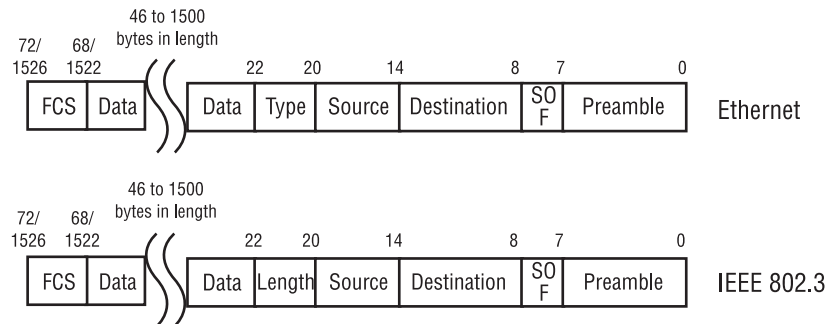 46 to 1500
bytes in length
72/
1526
68/
1522
22
20
14
8
7
0
FCS
Data
Data
Type
Source
Destination
SO
F
Preamble
Ethernet
46 to 1500
bytes in length
72/
1526
68/
1522
22
20
14
8
7
0
FCS
Data
Data
Length
Source
Destination
SO
F
Preamble
IEEE 802.3